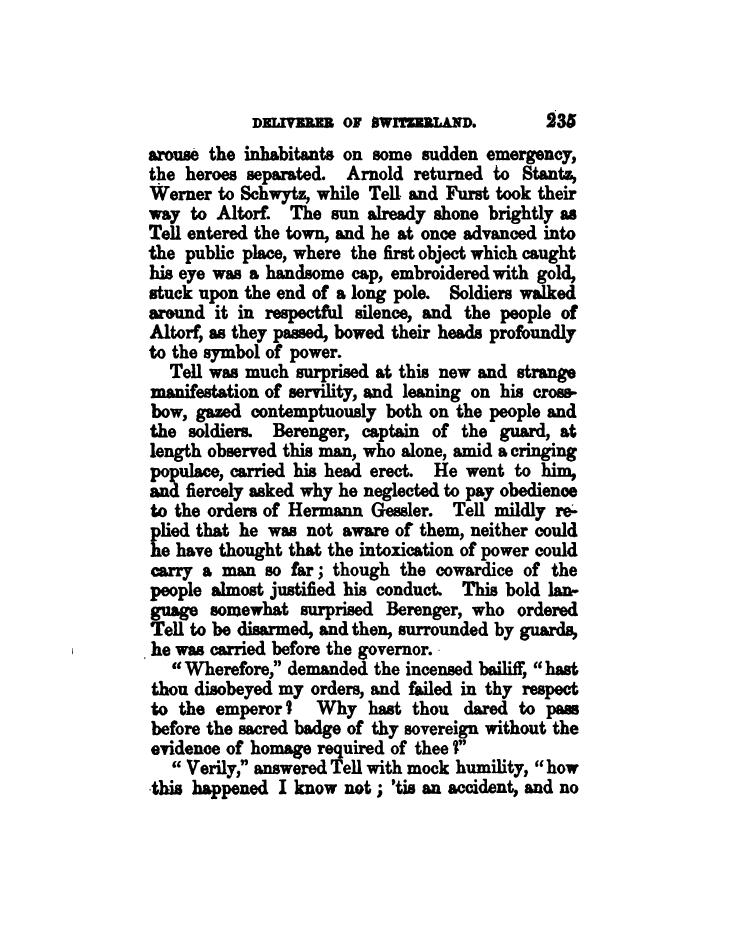 DELIVERER OF SWITZERLAND. 235
arouse the inhabitants on some sudden emergency,
the heroes separated. Arnold returned to Stantz,
Werner to Schwytz, while Tell and Furst took their
way to Altorf. The sun already shone brightly as
Tell entered the town, and he at once advanced into
the public place, where the first object which caught
his eye was a handsome cap, embroidered with gold,
stuck upon the end of a long pole. Soldiers walked
around it in respectful silence, and the people of
Altorf, as they passed, bowed their heads profoundly
to the symbol of power.
Tell was much surprised at this new and strange
manifestation of servility, and leaning on his cross-
bow, gazed contemptuously both on the people and
the soldiers. Berenger, captain of the guard, at
length observed this man, who alone, amid a cringing
populace, carried his head erect. He went to him,
and fiercely asked why he neglected to pay obedience
to the orders of Hermann Gessler. Tell mildly re-
plied that he was not aware of them, neither could
he have thought that the intoxication of power could
carry a man so far; though the cowardice of the
people almost justified his conduct. This bold lan-
guage somewhat surprised Berenger, who ordered
Tell to be disarmed, and then, surrounded by guards,
he was carried before the governor.
"Wherefore," demanded the incensed bailiff, "hast
thou disobeyed my orders, and failed in thy respect
to the emperor? Why hast thou dared to pass
before the sacred badge of thy sovereign without the
evidence of homage required of thee?"
"Verily," answered Tell with mock humility, "how
this happened I know not; 'tis an accident, and no